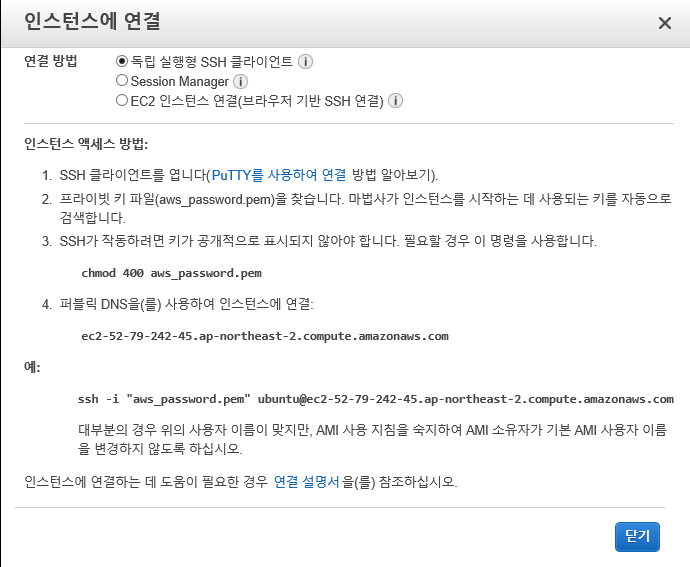 인스턴스에 연결
연결 방법
독립 실행형 SSH 클라이언트
Session Manager
EC2 인스턴스 연결(브라우저 기반 SSH 연결)
인스턴스 액세스 방법:
1. SSH 클라이언트를 엽니다(PuTTY를 사용하여 연결 방법 알아보기).
2. 프라이빗 키 파일(aws_password.pem)을 찾습니다. 마법사가 인스턴스를 시작하는 데 사용되는 키를 자동으로
검색합니다.
3. SSH가 작동하려면 키가 공개적으로 표시되지 않아야 합니다. 필요할 경우 이 명령을 사용합니다.
chmod 400 aws_password.pem
4. 퍼블릭 DNS을(를) 사용하여 인스턴스에 연결:
ec2-52-79-242-45.ap-northeast-2.compute.amazonaws.com
예:
ssh -i "aws_password.pem" ubuntu@ec2-52-79-242-45.ap-northeast-2.compute.amazonaws.com
대부분의 경우 위의 사용자 이름이 맞지만, AMI 사용 지침을 숙지하여 AMI 소유자가 기본 AMI 사용자 이름
을 변경하지 않도록 하십시오.
인스턴스에 연결하는 데 도움이 필요한 경우 연결 설명서을(를) 참조하십시오.
닫기